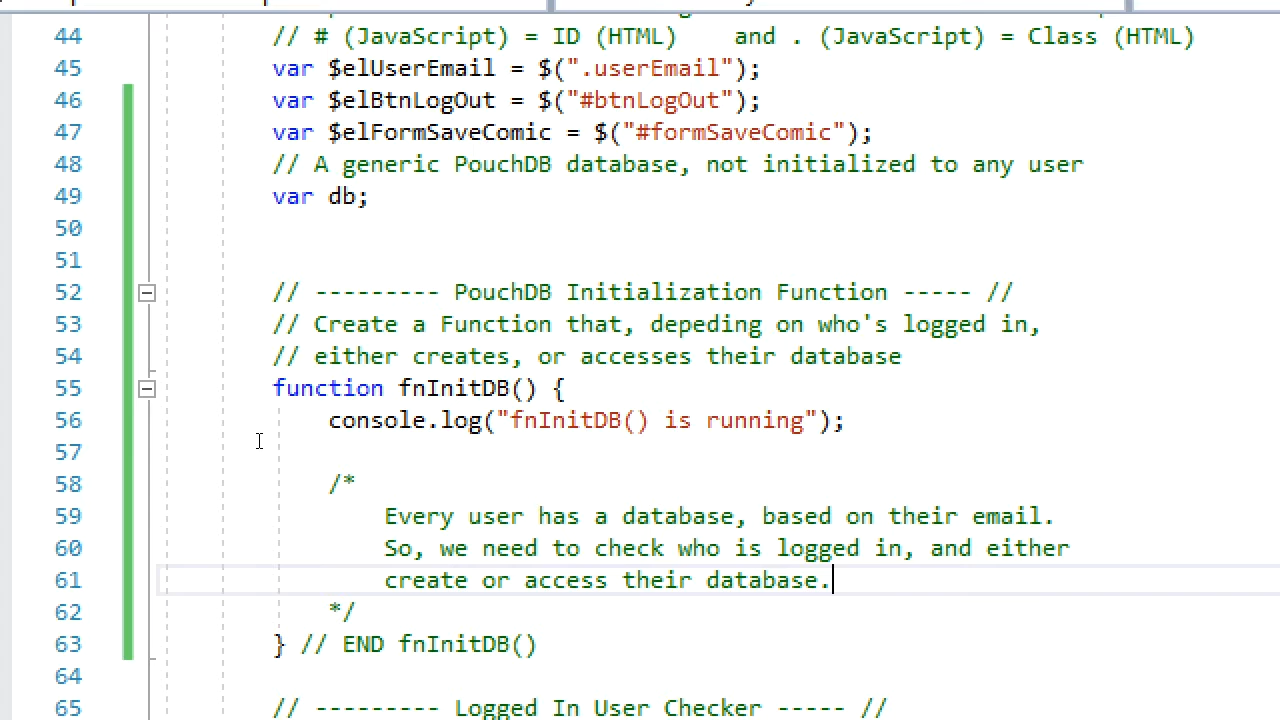 44 // # (JavaScript) = ID (HTML)    and . (JavaScript) = Class (HTML)
45 var $elUserEmail = $(".userEmail");
46 var $elBtnLogOut = $("#btnLogOut");
47 var $elFormSaveComic = $("#formSaveComic");
48 // A generic PouchDB database, not initialized to any user
49 var db;
50
51
52 // --------- PouchDB Initialization Function ----- //
53 // Create a Function that, depeding on who's logged in,
54 // either creates, or accesses their database
55 function fnInitDB() {
56     console.log("fnInitDB() is running");
57
58     /*
59         Every user has a database, based on their email.
60         So, we need to check who is logged in, and either
61         create or access their database.
62     */
63 } // END fnInitDB()
64
65 // --------- Logged In User Checker ----- //